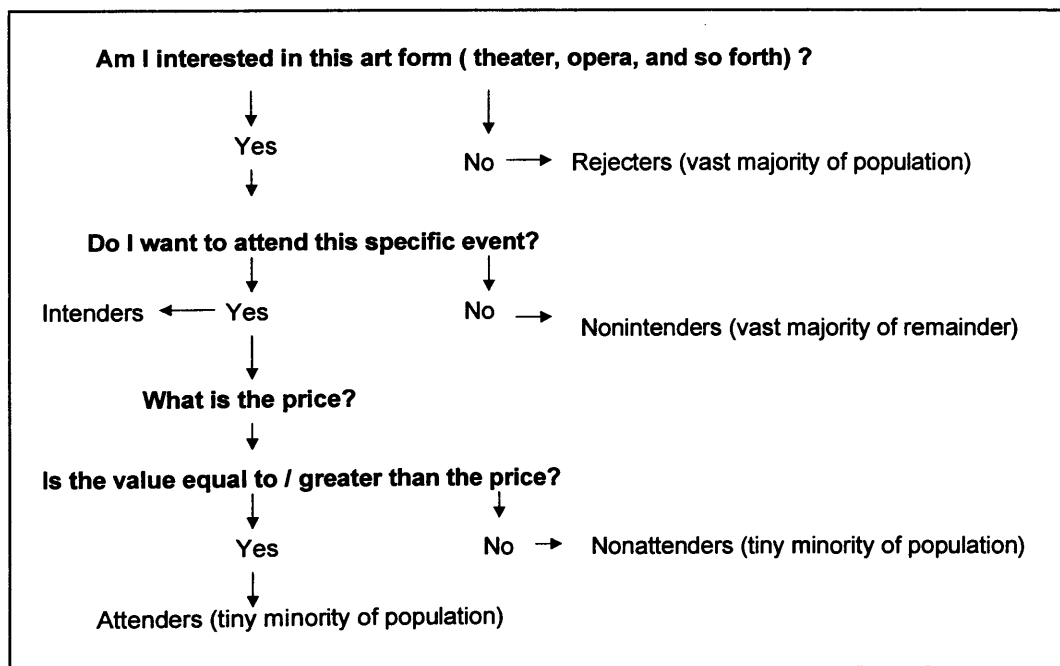 Am I interested in this art form ( theater, opera, and so forth) ?
Yes
No
Rejecters (vast majority of population)
Do I want to attend this specific event?
Intenders
Yes
No
Nonintenders (vast majority of remainder)
What is the price?
Is the value equal to / greater than the price?
Yes
No
Nonattenders (tiny minority of population)
Attenders (tiny minority of population)